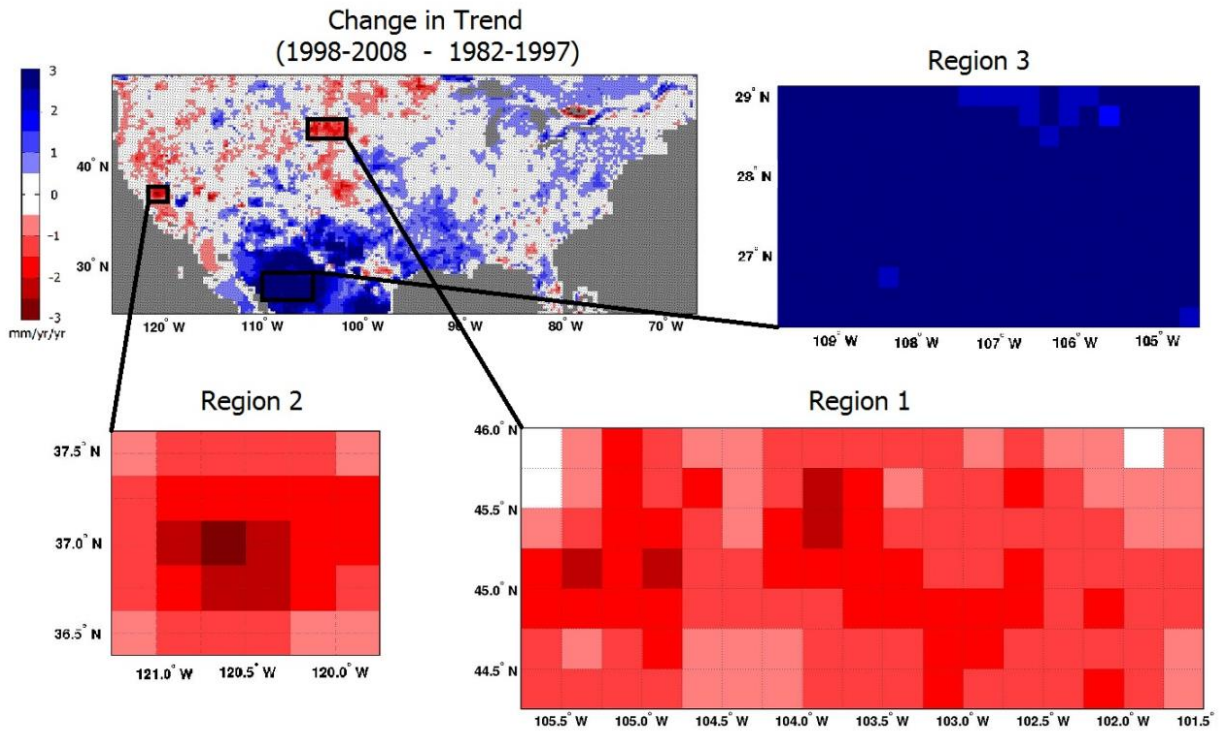 Change in Trend
(1998-2008 - 1982-1997)
3
2
1
0
-1
-2
-3
mm/yr/yr
40° N
30° N
120° W
110° W
100° W
90° W
80° W
70° W
Region 3
29° N
28° N
27° N
109° W
108° W
107° W
106° W
105° W
Region 2
37.5° N
37.0° N
36.5° N
121.0° W
120.5° W
120.0° W
Region 1
46.0° N
45.5° N
45.0° N
44.5° N
105.5° W
105.0° W
104.5° W
104.0° W
103.5° W
103.0° W
102.5° W
102.0° W
101.5°